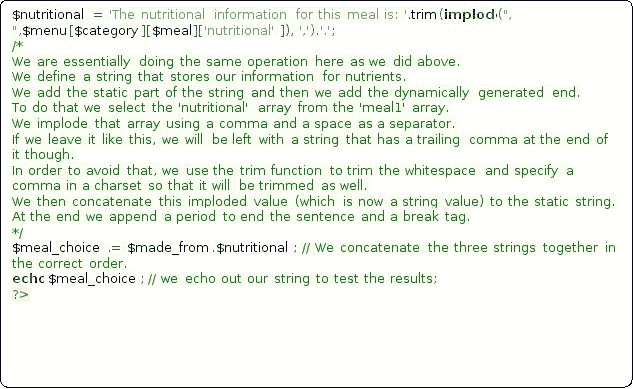 $nutritional = 'The nutritional information for this meal is: '.trim(implode(",
",$menu[$category][$meal]['nutritional' ]), ',').'.';
/*
We are essentially doing the same operation here as we did above.
We define a string that stores our information for nutrients.
We add the static part of the string and then we add the dynamically generated end.
To do that we select the 'nutritional' array from the 'meal1' array.
We implode that array using a comma and a space as a separator.
If we leave it like this, we will be left with a string that has a trailing comma at the end of
it though.
In order to avoid that, we use the trim function to trim the whitespace and specify a
comma in a charset so that it will be trimmed as well.
We then concatenate this imploded value (which is now a string value) to the static string.
At the end we append a period to end the sentence and a break tag.
*/
$meal_choice .= $made_from.$nutritional ; // We concatenate the three strings together in
the correct order.
echo $meal_choice ; // we echo out our string to test the results;
?>